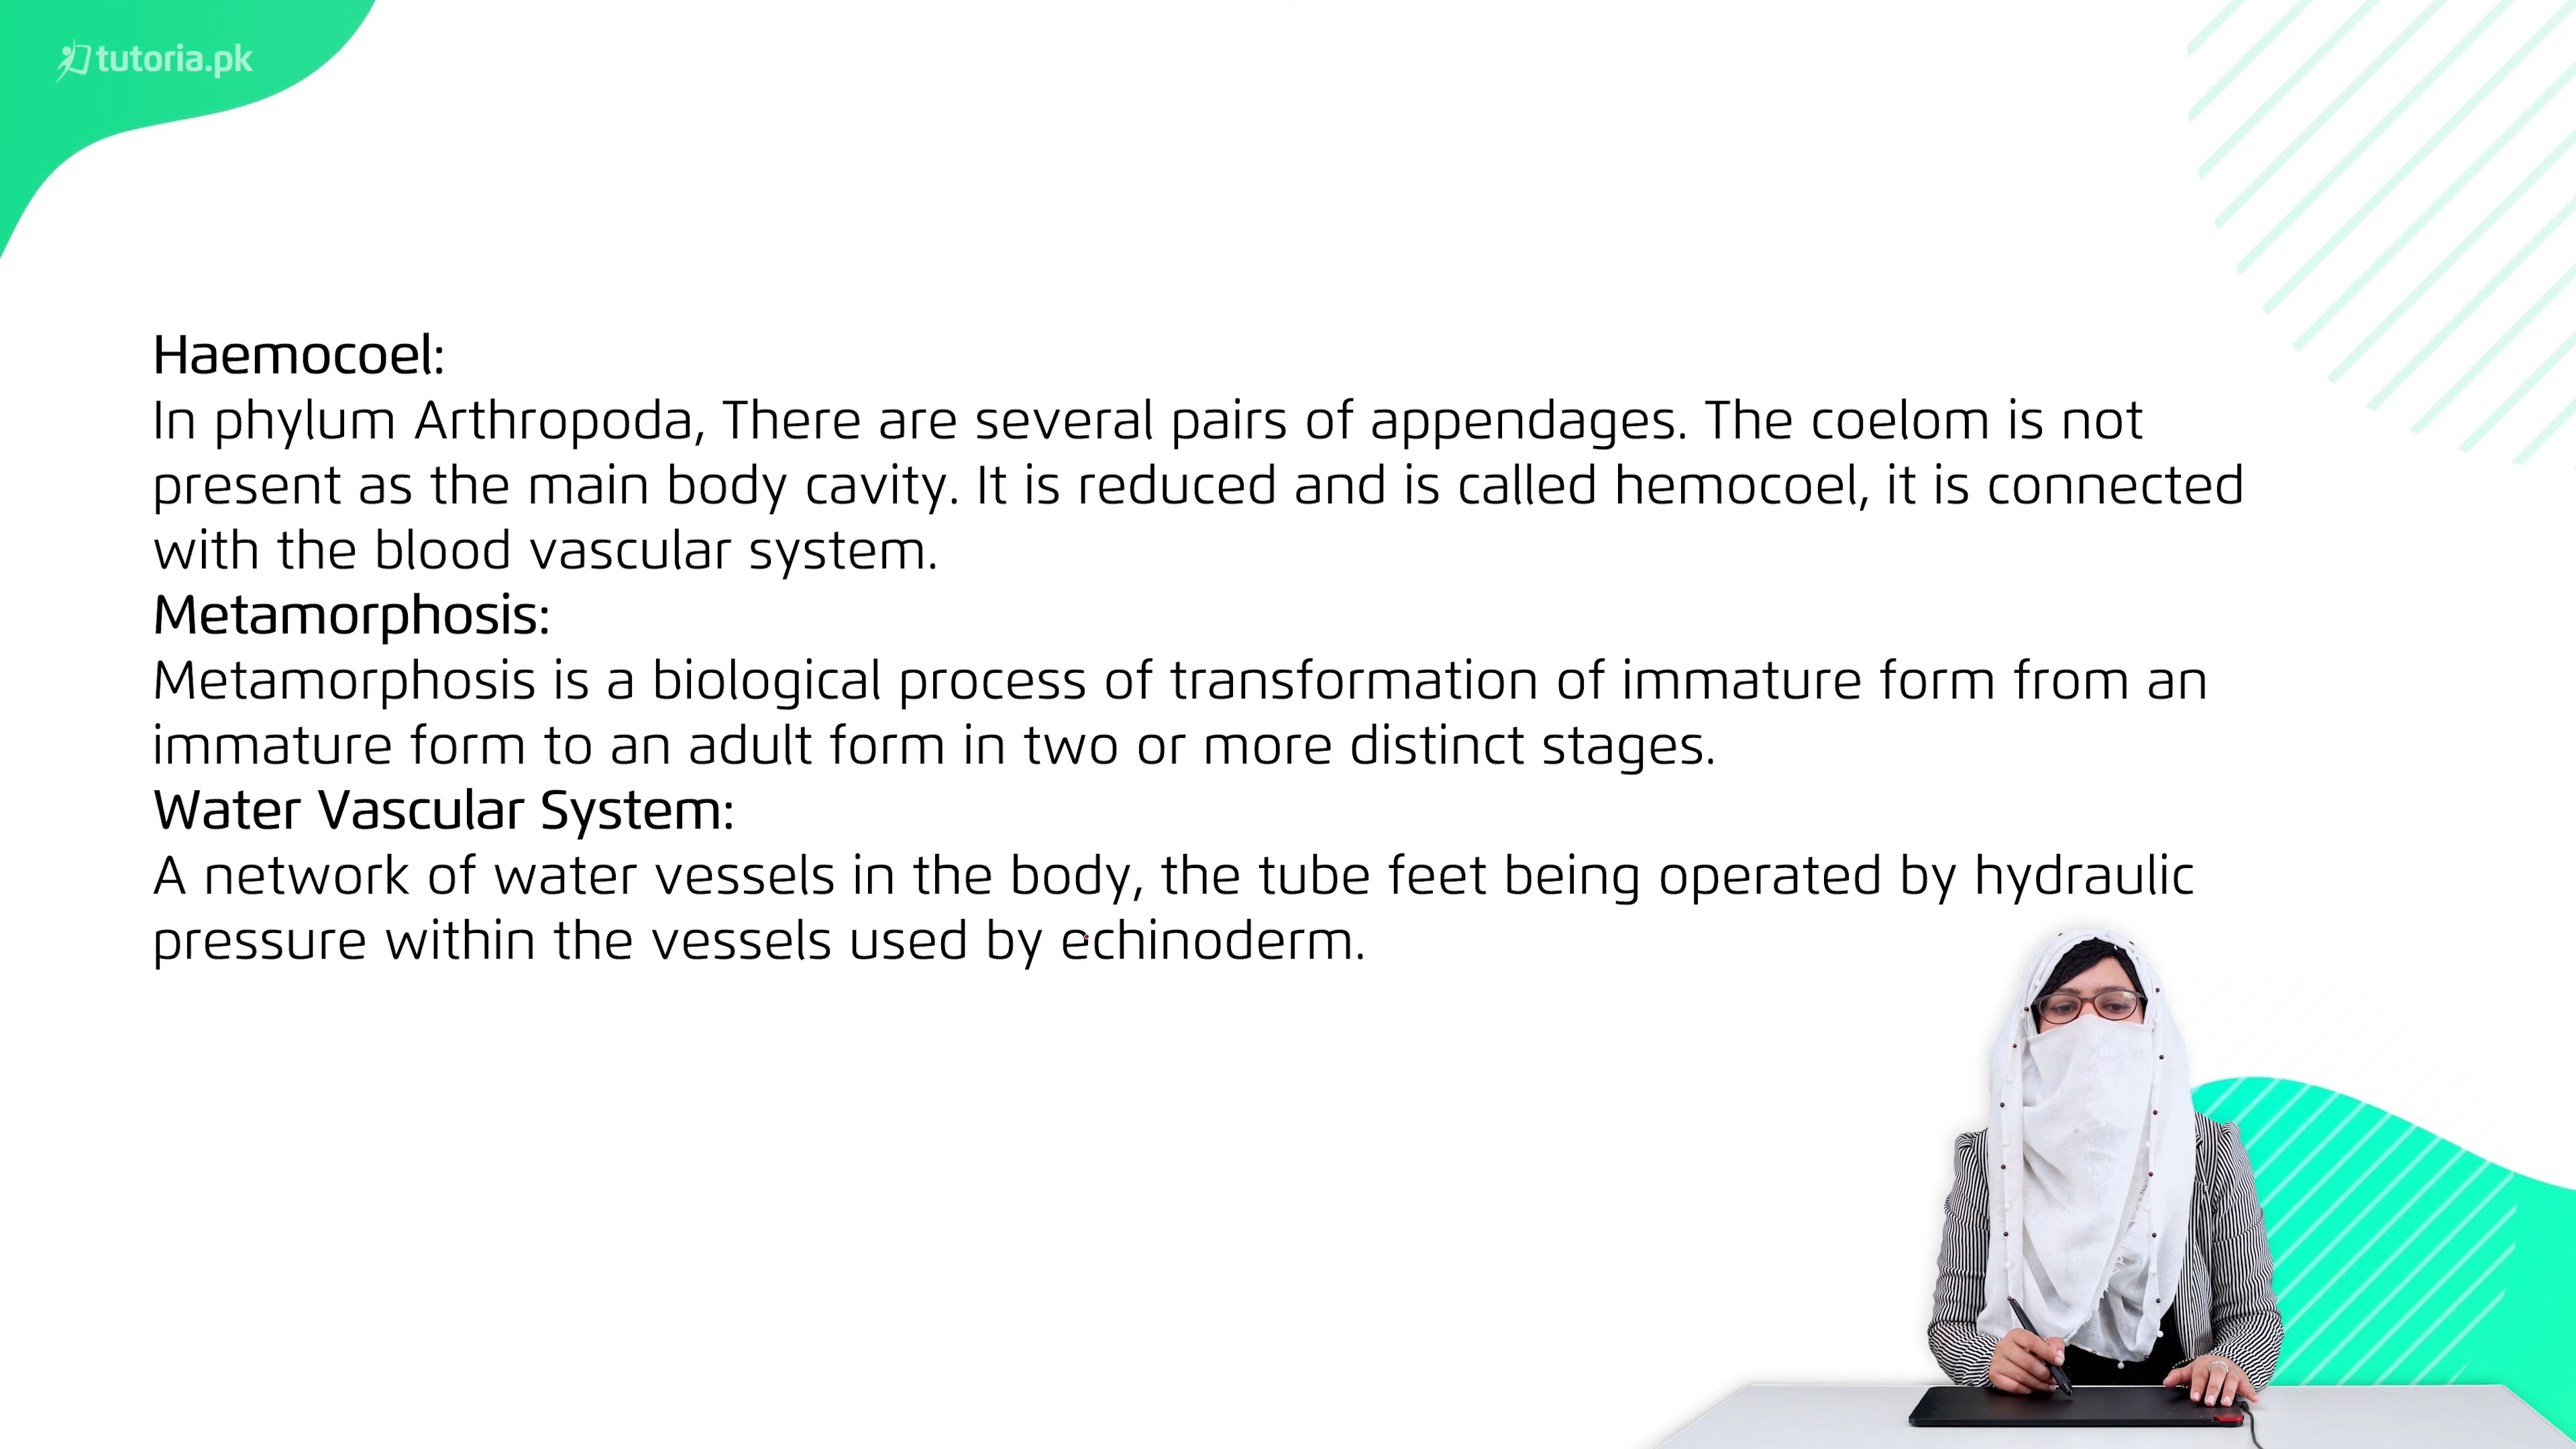 tutoria.pk
Haemocoel:
In phylum Arthropoda, There are several pairs of appendages. The coelom is not
present as the main body cavity. It is reduced and is called hemocoel, it is connected
with the blood vascular system.
Metamorphosis:
Metamorphosis is a biological process of transformation of immature form from an
immature form to an adult form in two or more distinct stages.
Water Vascular System:
A network of water vessels in the body, the tube feet being operated by hydraulic
pressure within the vessels used by echinoderm.